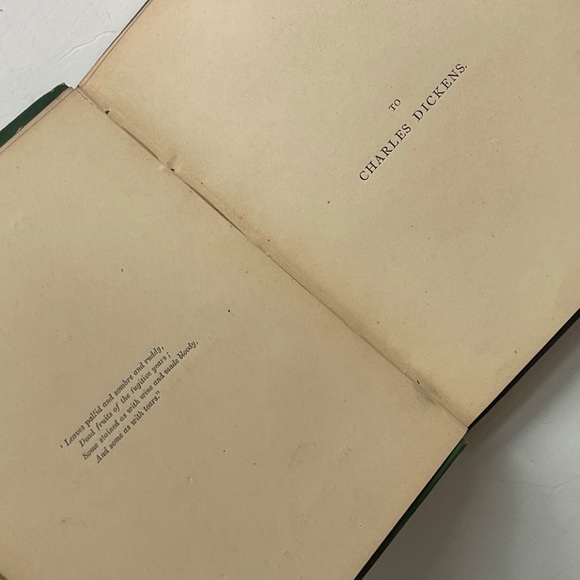 "Leaves pallid and sombre and ruddy,
Dead fruits of the fugitive years;
Some stained as with wine and made bloody,
And some as with tears."
TO
CHARLES DICKENS.